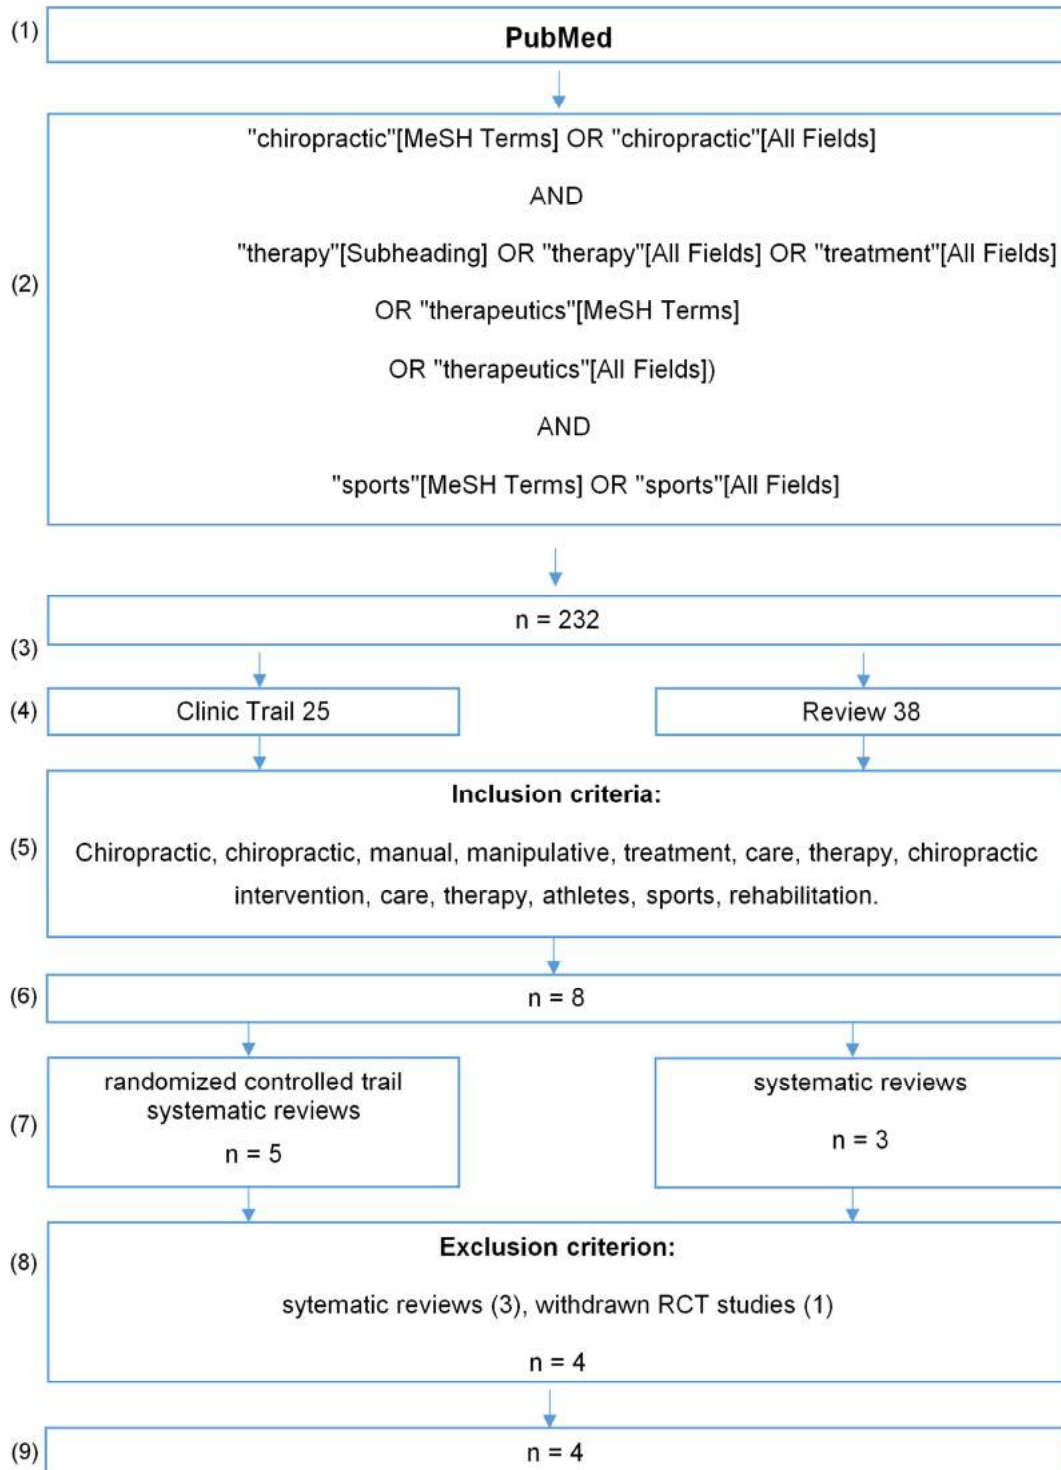 (1)
PubMed
(2)
"chiropractic"[MeSH Terms] OR "chiropractic"[All Fields]
AND
"therapy"[Subheading] OR "therapy"[All Fields] OR "treatment"[All Fields]
OR "therapeutics"[MeSH Terms]
OR "therapeutics"[All Fields])
AND
"sports"[MeSH Terms] OR "sports"[All Fields]
(3)
n = 232
(4)
Clinic Trail 25
Review 38
(5)
Inclusion criteria:
Chiropractic, chiropractic, manual, manipulative, treatment, care, therapy, chiropractic
intervention, care, therapy, athletes, sports, rehabilitation.
(6)
n = 8
(7)
randomized controlled trail
systematic reviews
n = 5
systematic reviews
n = 3
(8)
Exclusion criterion:
sytematic reviews (3), withdrawn RCT studies (1)
n = 4
(9)
n = 4